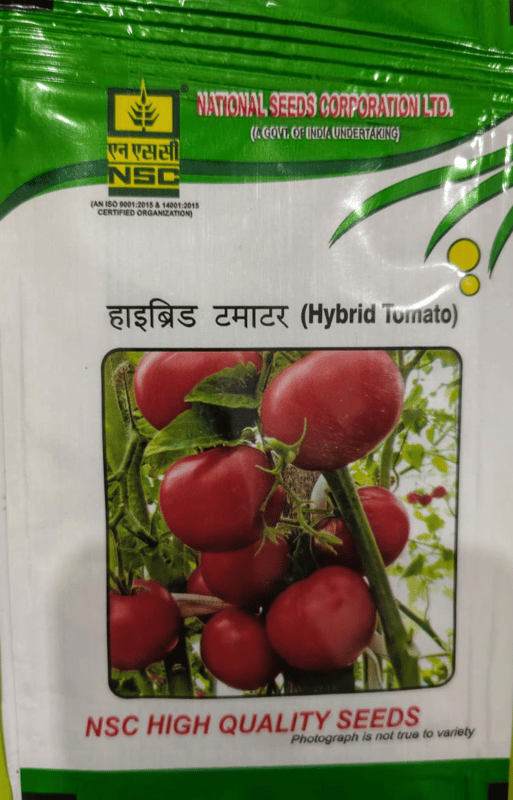 NATIONAL SEEDS CORPORATION LTD.
(A GOVT. OF INDIA UNDERTAKING)
एन एस सी
NSC
(AN ISO 9001:2015 & 14001:2015
CERTIFIED ORGANIZATION)
हाइब्रिड टमाटर (Hybrid Tomato)
NSC HIGH QUALITY SEEDS
Photograph is not true to variety